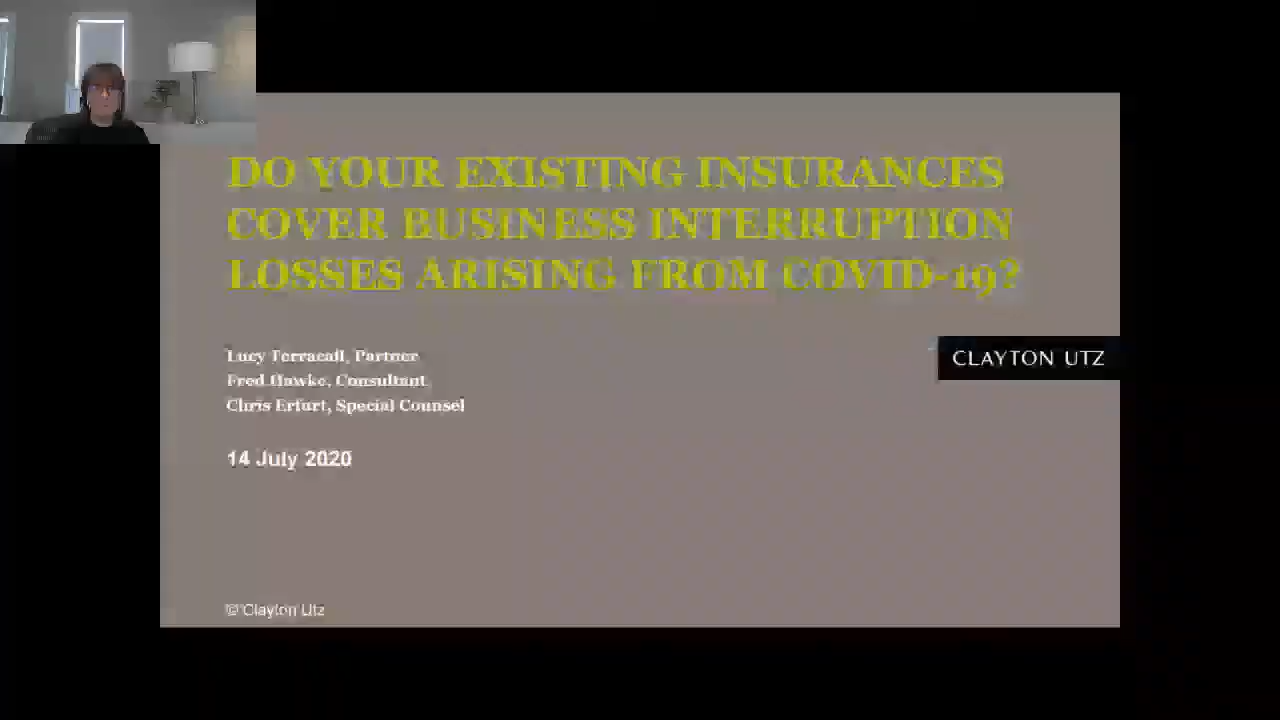 DO YOUR EXISTING INSURANCES
COVER BUSINESS INTERRUPTION
LOSSES ARISING FROM COVID-19?
Lucy Terracall, Partner
Fred Hawke, Consultant
Chris Erfurt, Special Counsel
CLAYTON UTZ
14 July 2020
© Clayton Utz